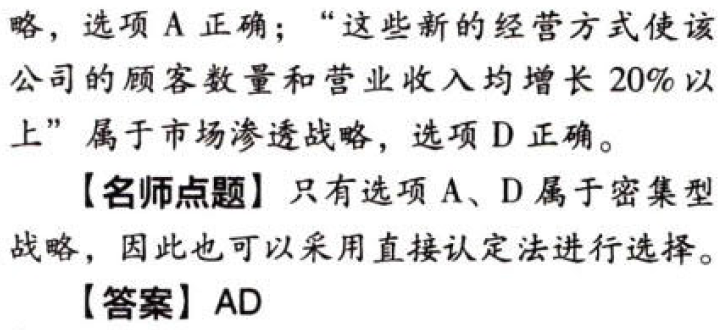 略，选项 A 正确；“这些新的经营方式使该
公司的顾客数量和营业收入均增长 20% 以
上”属于市场渗透战略，选项 D 正确。
【名师点题】只有选项 A、D 属于密集型
战略，因此也可以采用直接认定法进行选择。
【答案】AD